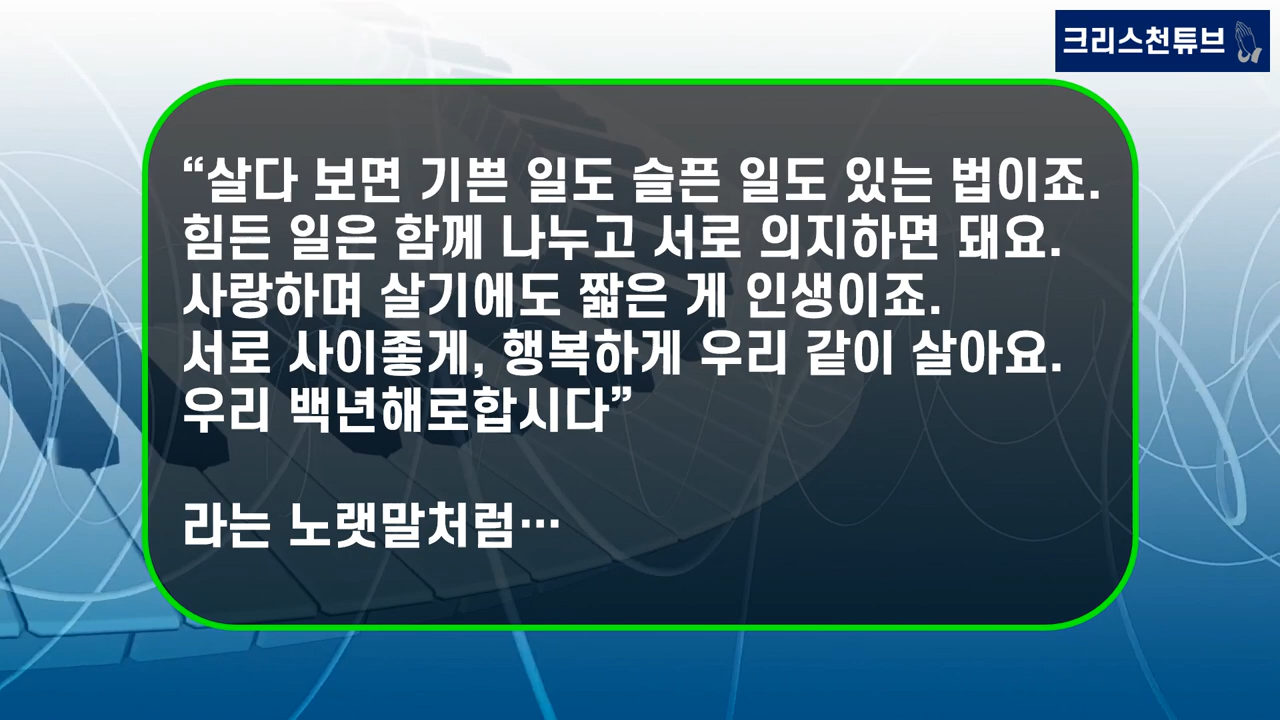 크리스천튜브
“살다 보면 기쁜 일도 슬픈 일도 있는 법이죠.
힘든 일은 함께 나누고 서로 의지하면 돼요.
사랑하며 살기에도 짧은 게 인생이죠.
서로 사이좋게, 행복하게 우리 같이 살아요.
우리 백년해로합시다”
라는 노랫말처럼…